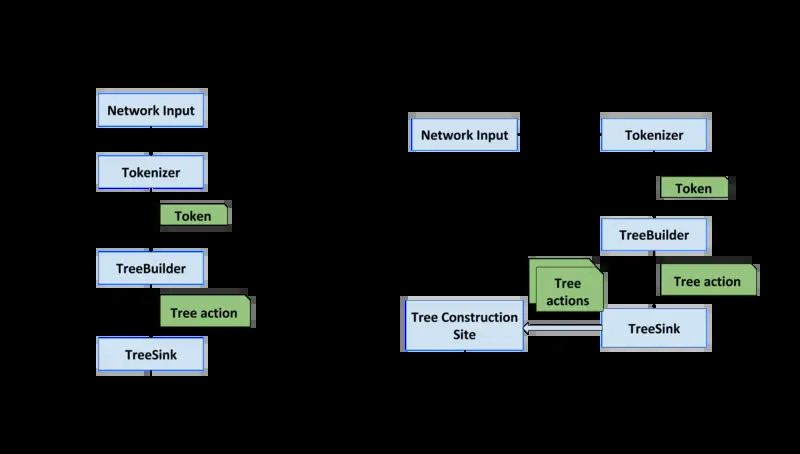 Network Input
Tokenizer
Token
TreeBuilder
Tree action
TreeSink
Network Input
Tokenizer
Token
TreeBuilder
Tree action
Tree
actions
Tree Construction
Site
TreeSink